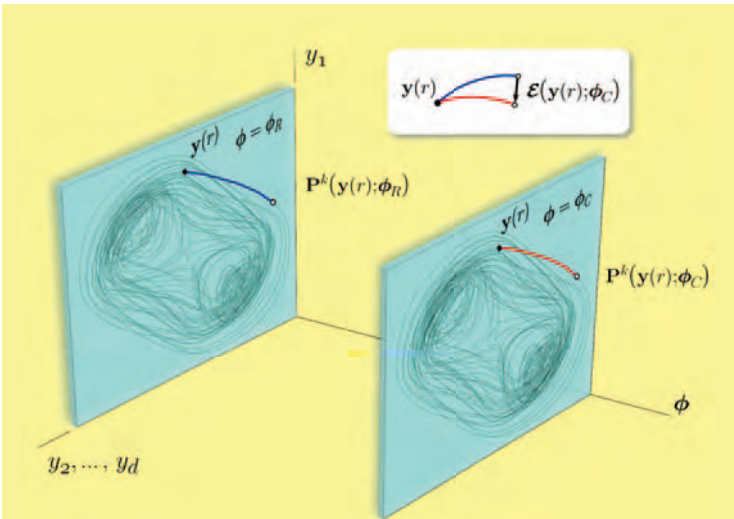 y₁
y(r) ℰ(y(r);ϕ_C)
y(r) ϕ = ϕ_R
P^k(y(r);ϕ_R)
y(r) ϕ = ϕ_C
P^k(y(r);ϕ_C)
ϕ
y₂, ... , y_d